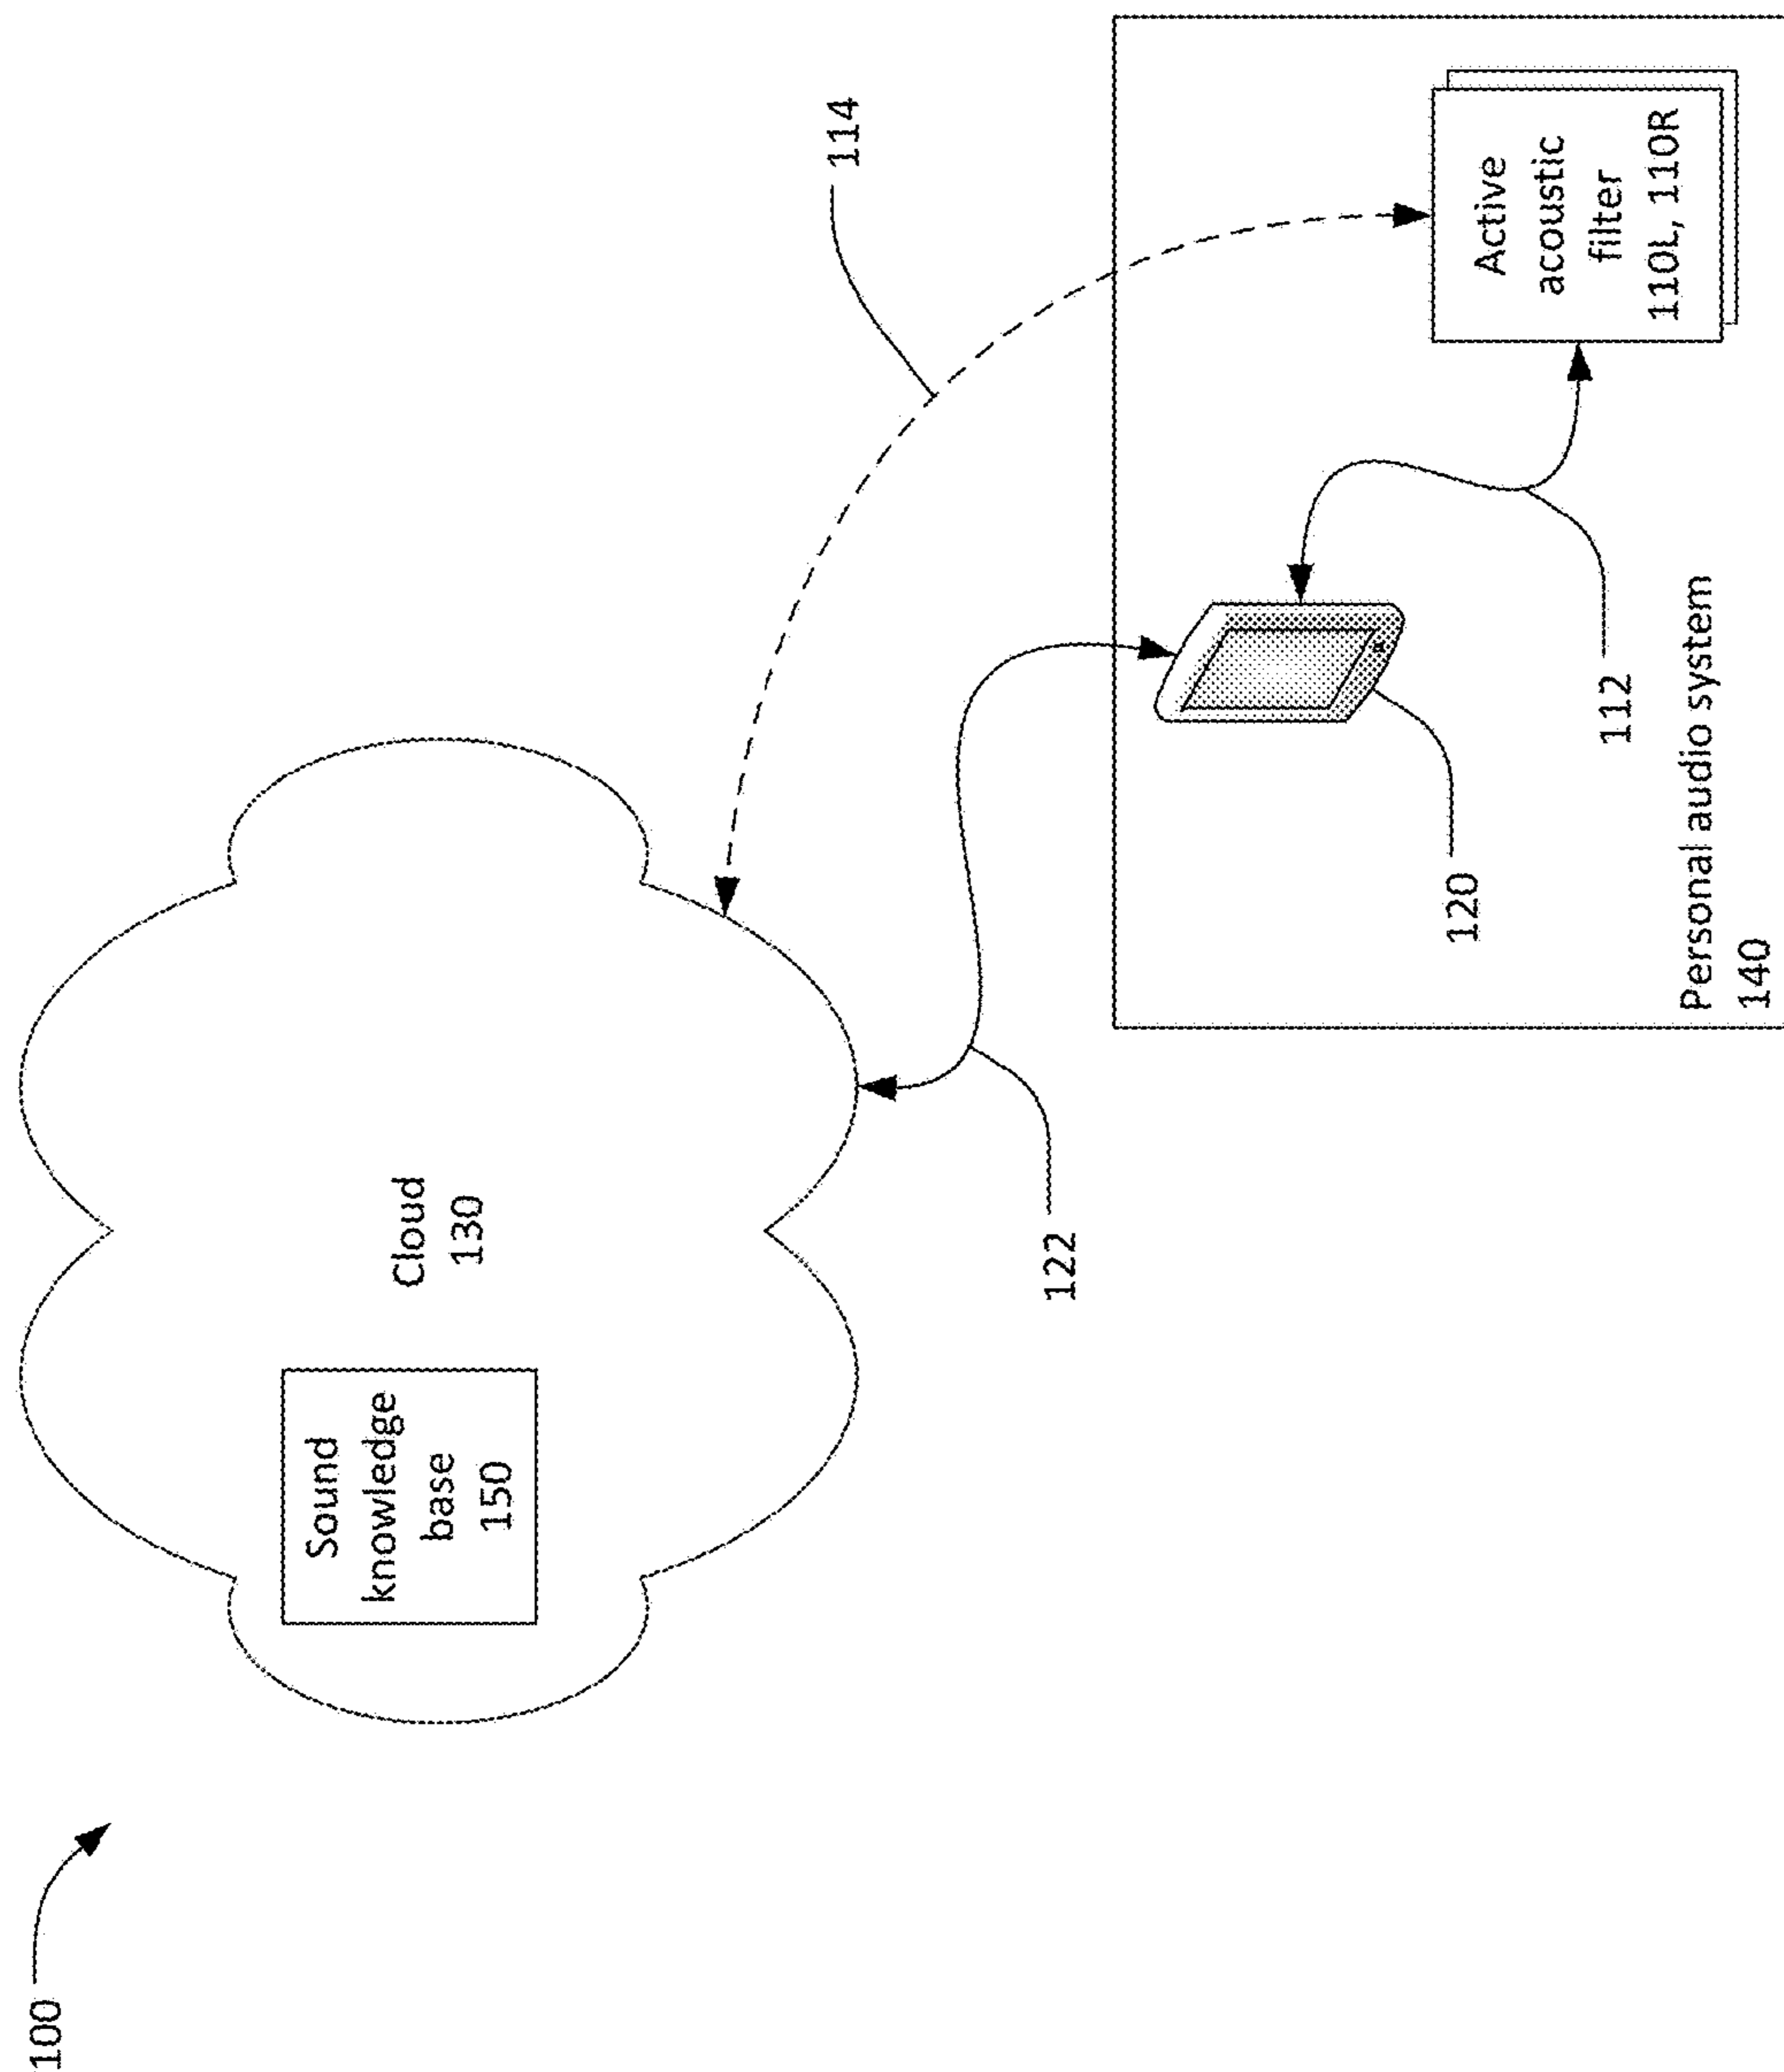 100
Sound
knowledge
base
150
Cloud
130
122
114
120
112
Active
acoustic
filter
110L, 110R
Personal audio system
140